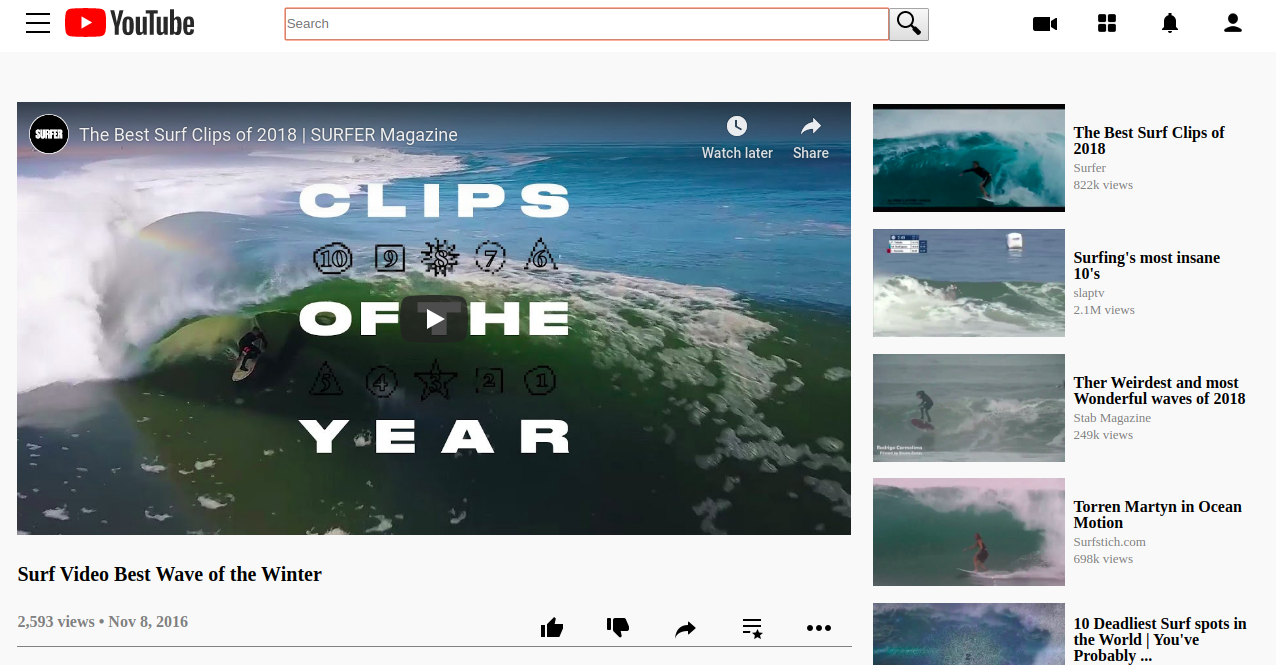 YouTube
Search
SURFER
The Best Surf Clips of 2018 | SURFER Magazine
Watch later
Share
CLIPS
10 9 8 7 6
OF THE
5 4 3 2 1
YEAR
Surf Video Best Wave of the Winter
2,593 views • Nov 8, 2016
The Best Surf Clips of
2018
Surfer
822k views
Surfing's most insane
10's
slaptv
2.1M views
Ther Weirdest and most
Wonderful waves of 2018
Stab Magazine
249k views
Torren Martyn in Ocean
Motion
Surfstich.com
698k views
10 Deadliest Surf spots in
the World | You've
Probably ...